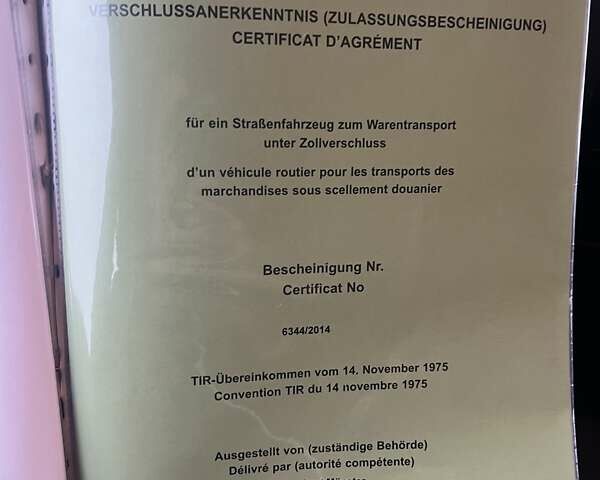 VERSCHLUSSANERKENNTNIS (ZULASSUNGSBESCHEINIGUNG)
CERTIFICAT D'AGRÉMENT
für ein Straßenfahrzeug zum Warentransport
unter Zollverschluss
d'un véhicule routier pour les transports des
marchandises sous scellement douanier
Bescheinigung Nr.
Certificat No
6344/2014
TIR-Übereinkommen vom 14. November 1975
Convention TIR du 14 novembre 1975
Ausgestellt von (zuständige Behörde)
Délivré par (autorité compétente)